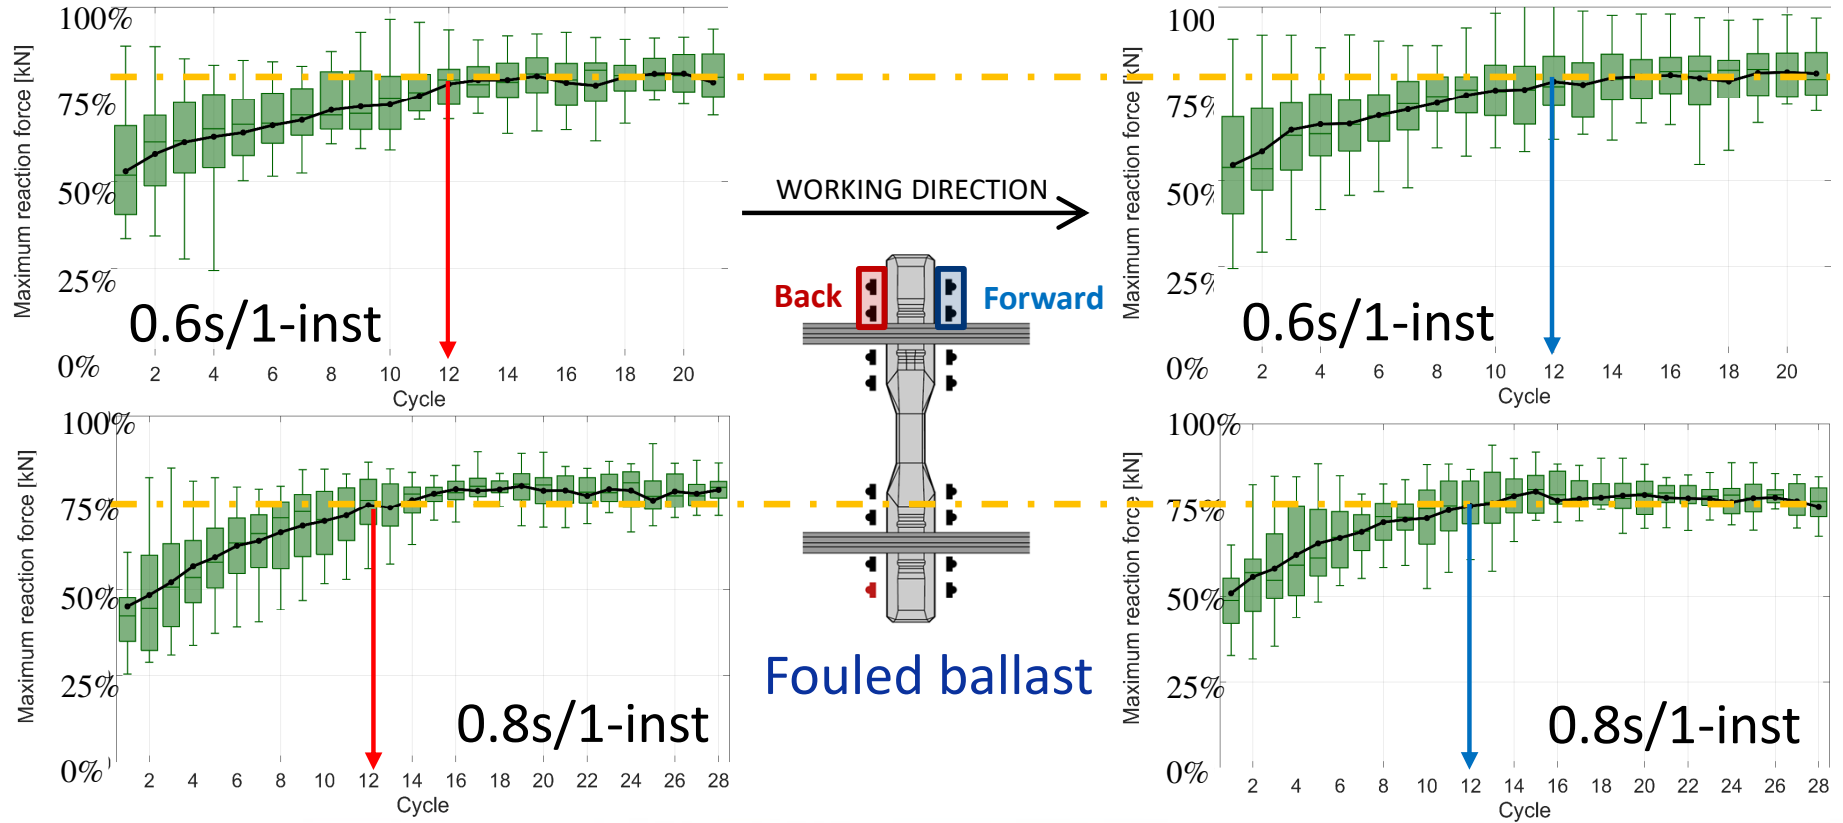 100%
75%
50%
25%
0%
Maximum reaction force [kN]
0.6s/1-inst
2 4 6 8 10 12 14 16 18 20
Cycle
100
75%
50%
25%
0%
Maximum reaction force [kN]
0.6s/1-inst
2 4 6 8 10 12 14 16 18 20
Cycle
WORKING DIRECTION
Back
Forward
Fouled ballast
100%
75%
50%
25%
0%
Maximum reaction force [kN]
0.8s/1-inst
2 4 6 8 10 12 14 16 18 20 22 24 26 28
Cycle
100%
75%
50%
25%
0%
Maximum reaction force [kN]
0.8s/1-inst
2 4 6 8 10 12 14 16 18 20 22 24 26 28
Cycle